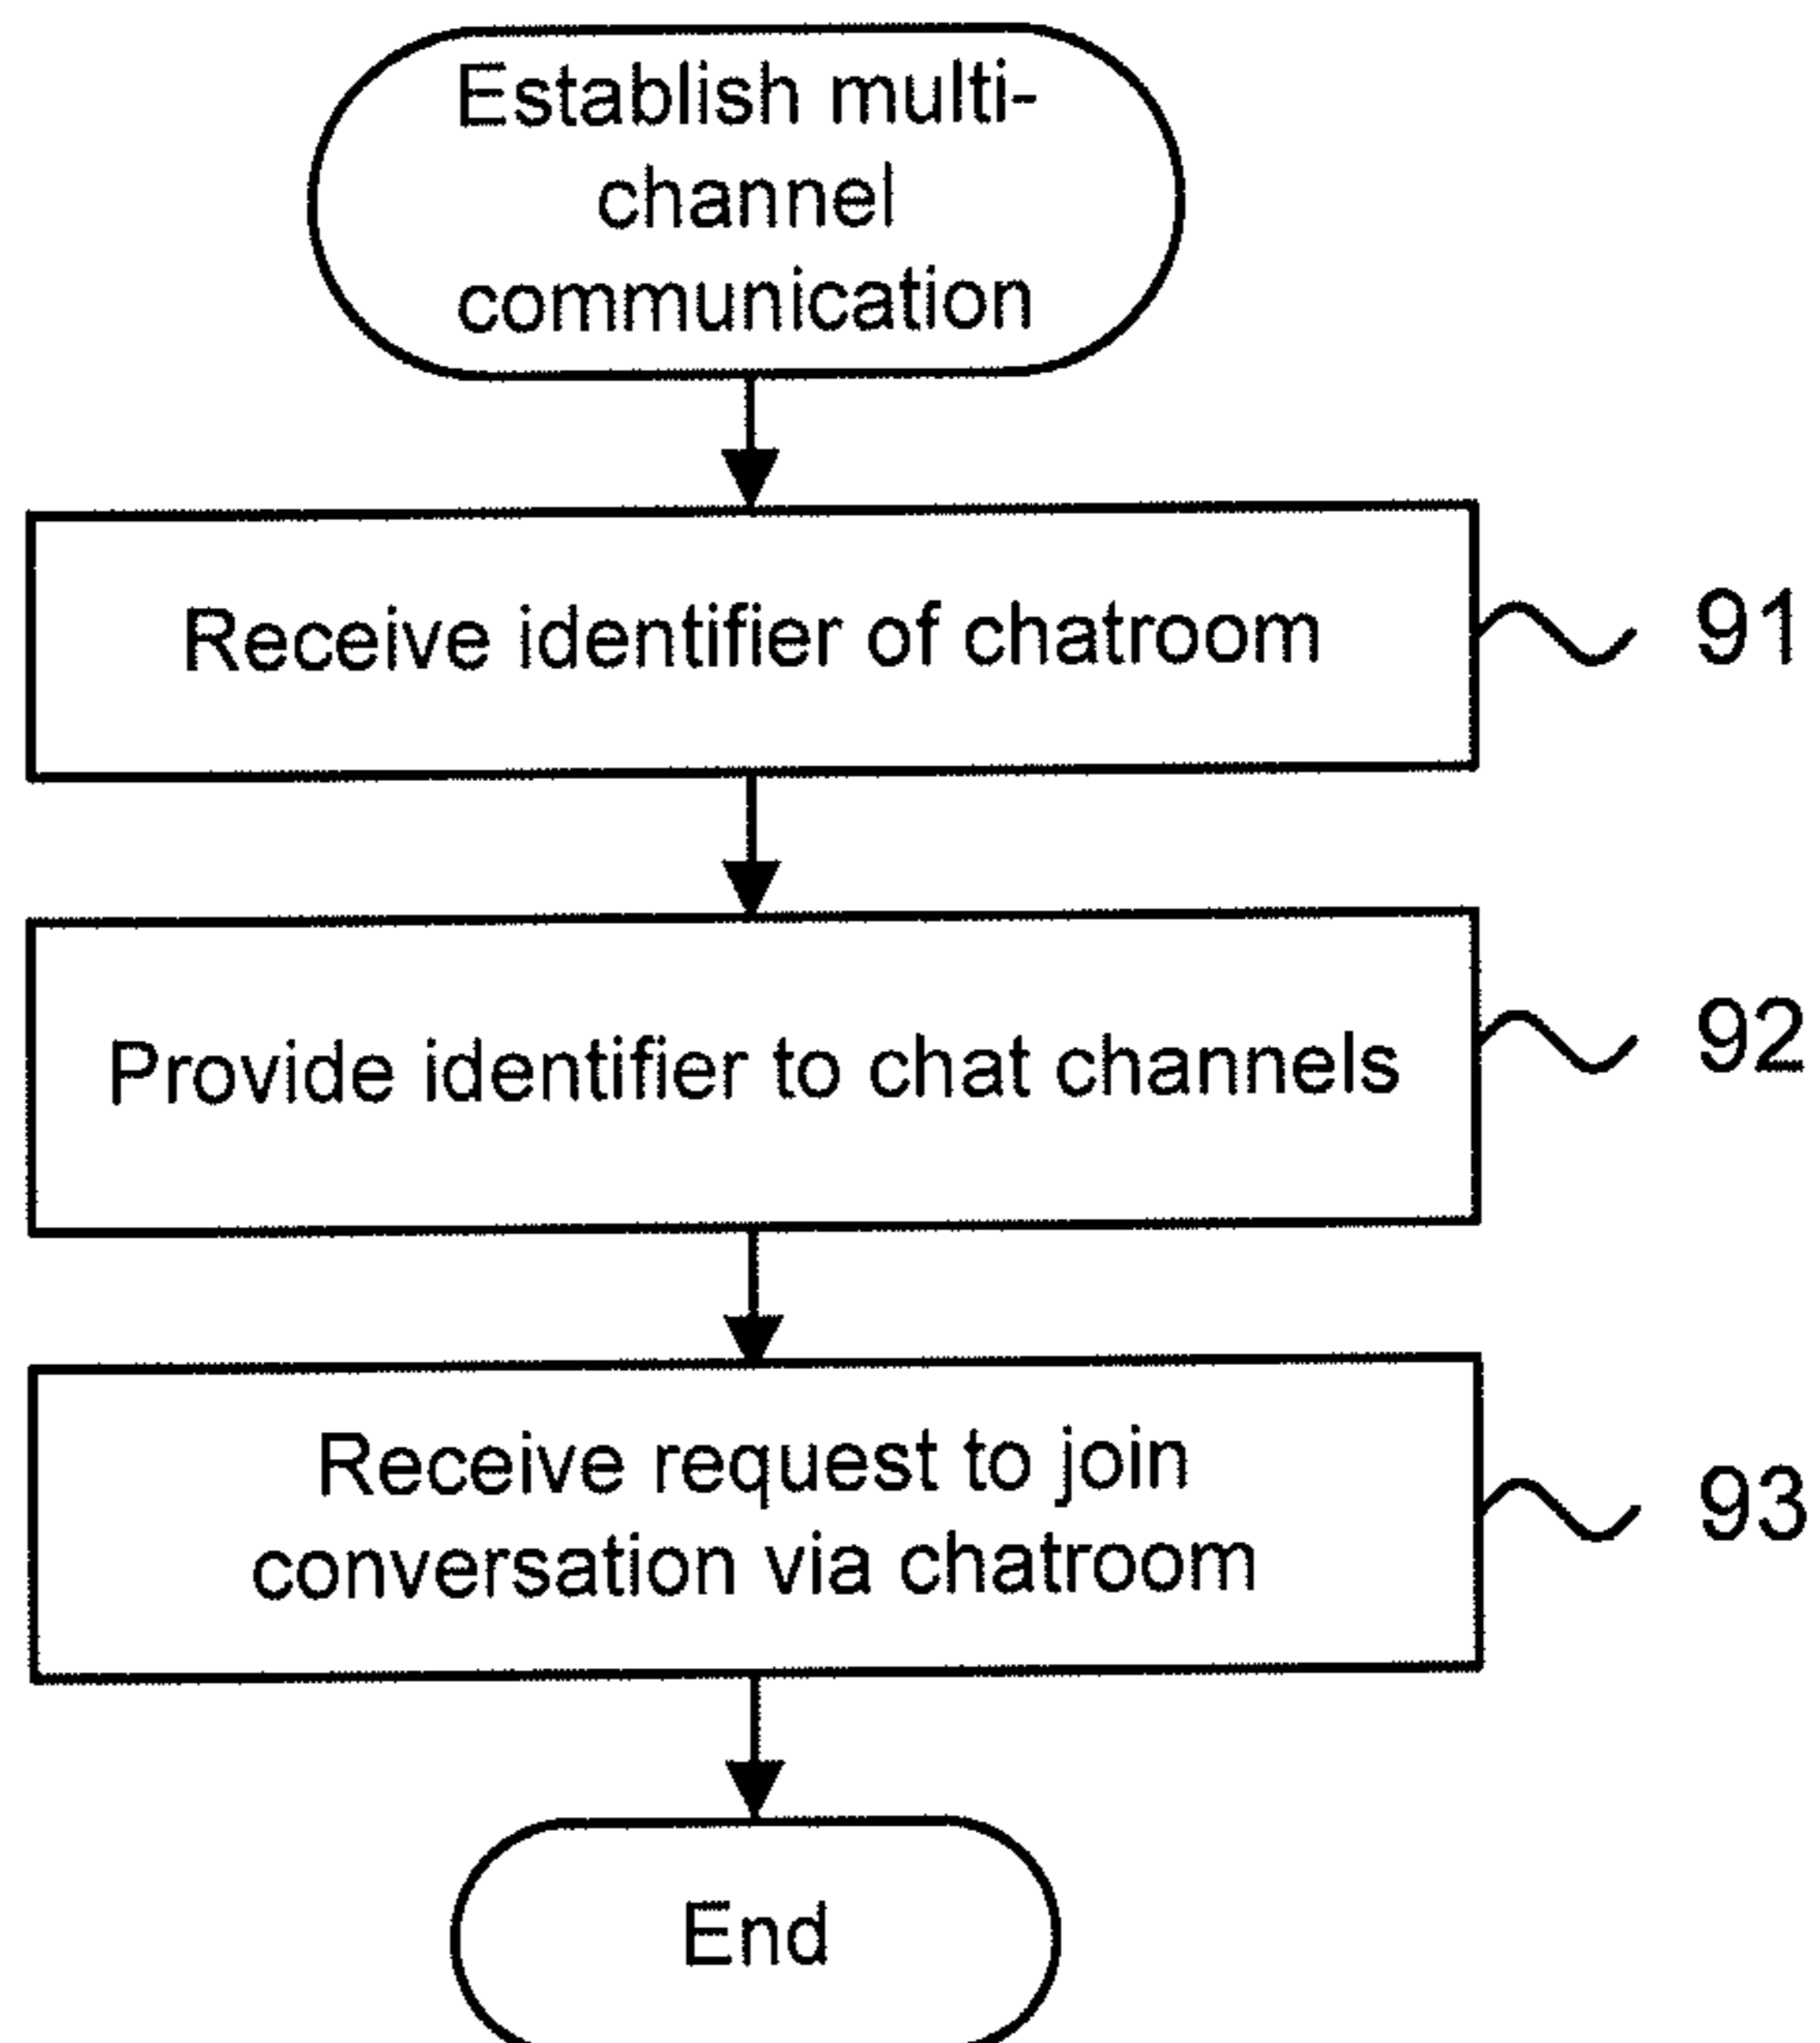 Establish multi-
channel
communication
Receive identifier of chatroom
91
Provide identifier to chat channels
92
Receive request to join
conversation via chatroom
93
End